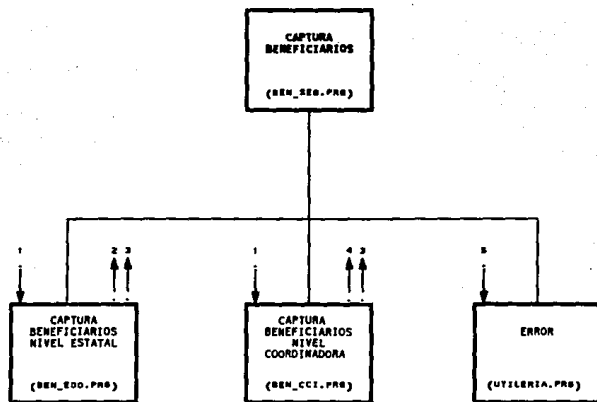 CAPTURA
BENEFICIARIOS
(BEN_SEG.PRG)
1
2 3
1
4 3
5
CAPTURA
BENEFICIARIOS
NIVEL ESTATAL
(BEN_EDO.PRG)
CAPTURA
BENEFICIARIOS
NIVEL
COORDINADORA
(BEN_CCI.PRG)
ERROR
(UTILERIA.PRG)